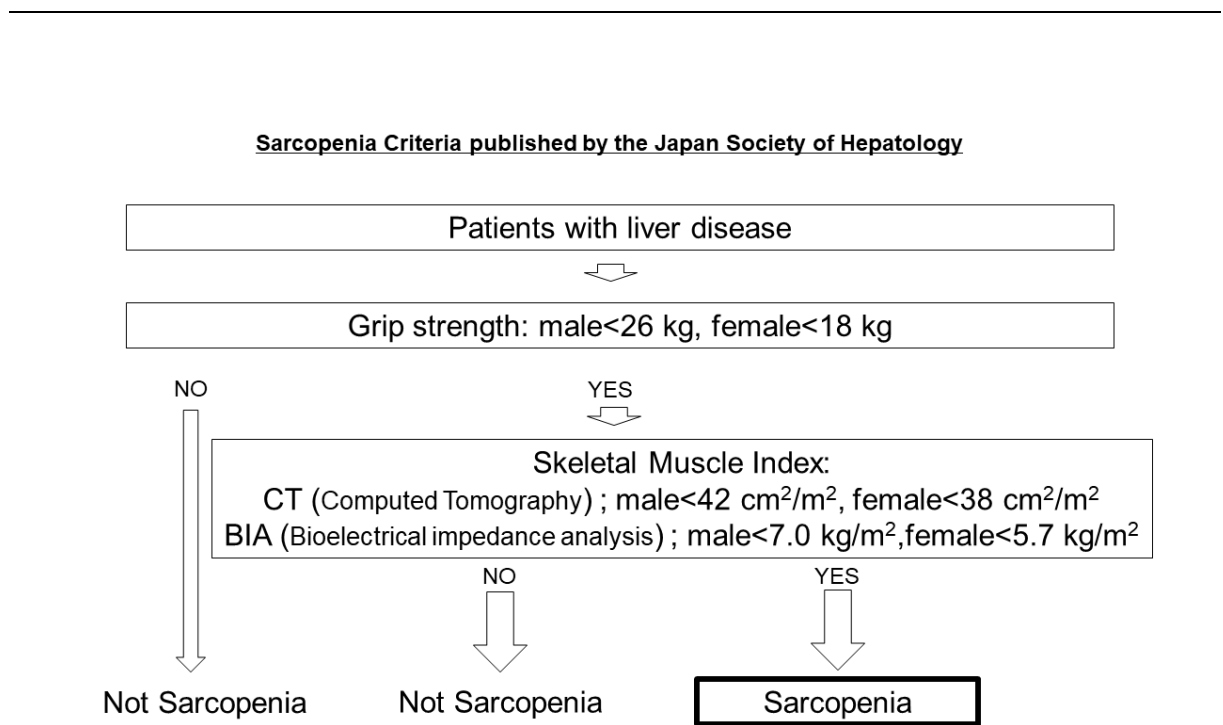 Sarcopenia Criteria published by the Japan Society of Hepatology
Patients with liver disease
Grip strength: male<26 kg, female<18 kg
NO
YES
Skeletal Muscle Index:
CT (Computed Tomography) ; male<42 cm²/m², female<38 cm²/m²
BIA (Bioelectrical impedance analysis) ; male<7.0 kg/m²,female<5.7 kg/m²
NO
YES
Not Sarcopenia
Not Sarcopenia
Sarcopenia